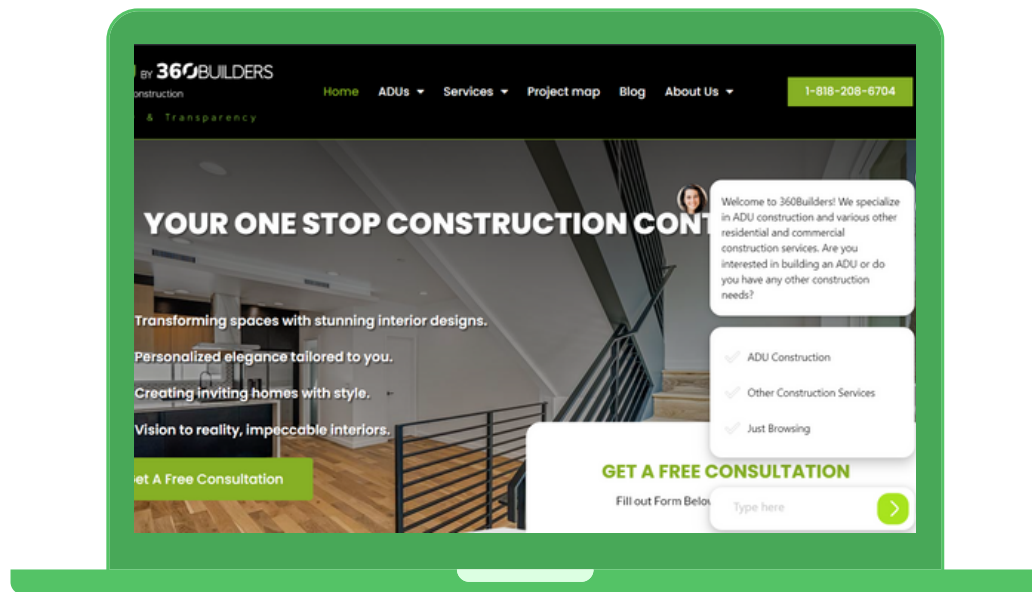 BY 360BUILDERS
onstruction
& Transparency
Home ADUs Services Project map Blog About Us
1-818-208-6704
YOUR ONE STOP CONSTRUCTION CONT
Transforming spaces with stunning interior designs.
Personalized elegance tailored to you.
Creating inviting homes with style.
Vision to reality, impeccable interiors.
et A Free Consultation
Welcome to 360Builders! We specialize
in ADU construction and various other
residential and commercial
construction services. Are you
interested in building an ADU or do
you have any other construction
needs?
ADU Construction
Other Construction Services
Just Browsing
GET A FREE CONSULTATION
Fill out Form Below
Type here